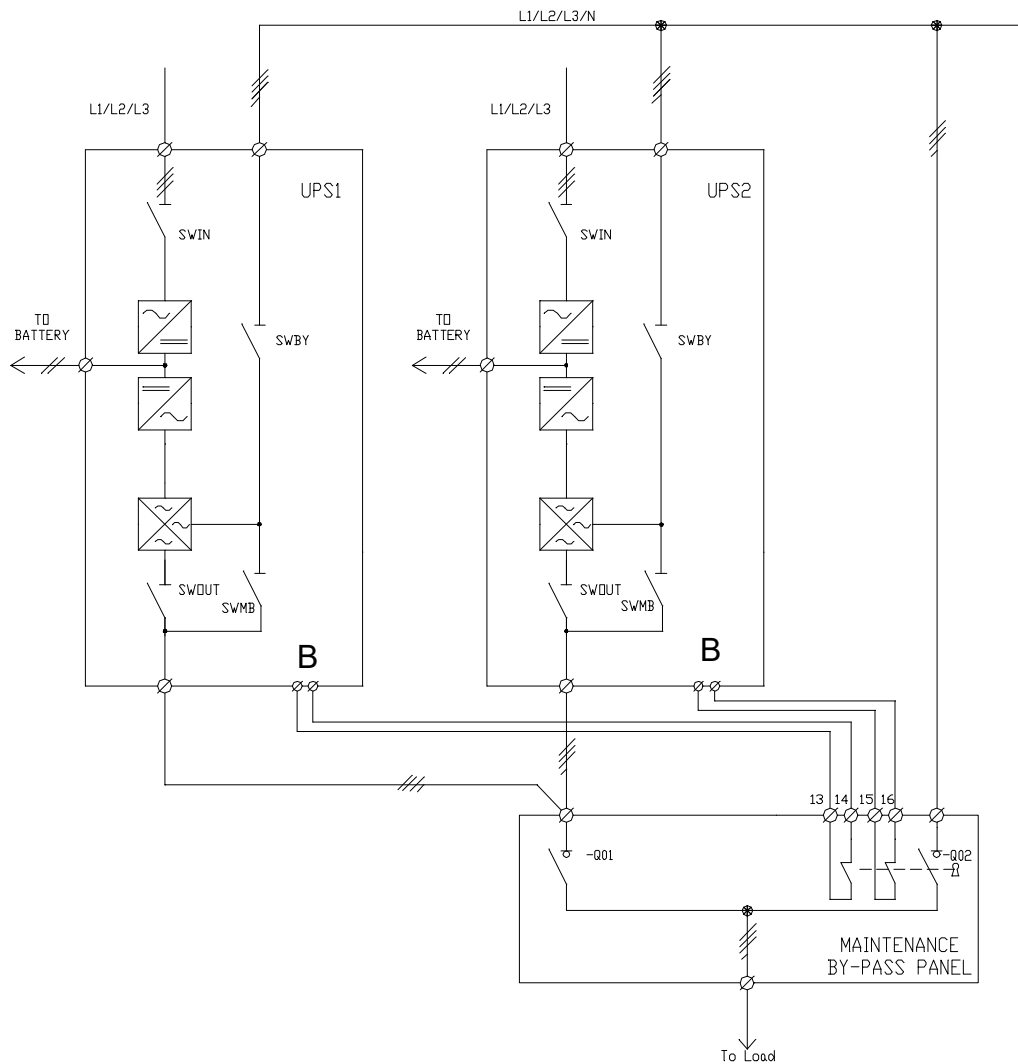 L1/L2/L3/N
L1/L2/L3
L1/L2/L3
UPS1
UPS2
SWIN
SWIN
TO
BATTERY
TO
BATTERY
SWBY
SWBY
SWOUT
SWMB
SWOUT
SWMB
B
B
13 14 15 16
-Q01
-Q02
MAINTENANCE
BY-PASS PANEL
To Load